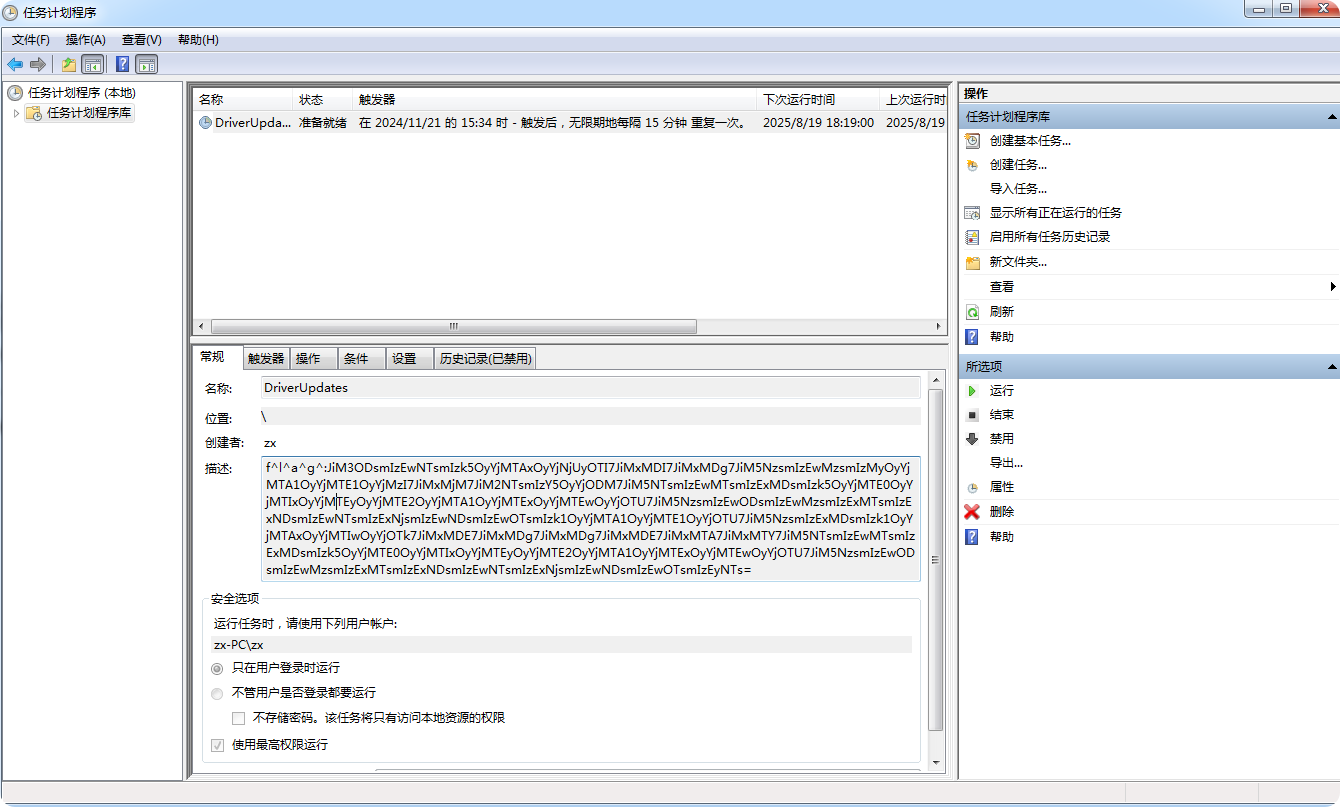 任务计划程序
文件(F) 操作(A) 查看(V) 帮助(H)
任务计划程序 (本地)
任务计划程序库
名称 状态 触发器 下次运行时间 上次运行时
DriverUpda... 准备就绪 在 2024/11/21 的 15:34 时 - 触发后，无限期地每隔 15 分钟 重复一次。 2025/8/19 18:19:00 2025/8/19
常规 触发器 操作 条件 设置 历史记录(已禁用)
名称: DriverUpdates
位置: \
创建者: zx
描述:
f^l^a^g^:JiM3ODsmIzEwNTsmIzk5OyYjMTAxOyYjNjUyOTI7JiMxMDI7JiMxMDg7JiM5NzsmIzEwMzsmIzMyOyYj
MTA1OyYjMTE1OyYjMzI7JiMxMjM7JiM2NTsmIzY5OyYjODM7JiM5NTsmIzEwMTsmIzExMDsmIzk5OyYjMTE0OyY
jMTIxOyYjMTEyOyYjMTE2OyYjMTA1OyYjMTExOyYjMTEwOyYjOTU7JiM5NzsmIzEwODsmIzEwMzsmIzExMTsmIzE
xNDsmIzEwNTsmIzExNjsmIzEwNDsmIzEwOTsmIzk1OyYjMTA1OyYjMTE1OyYjOTU7JiM5NzsmIzExMDsmIzk1OyY
jMTAxOyYjMTIwOyYjOTk7JiMxMDE7JiMxMDg7JiMxMDg7JiMxMDE7JiMxMTA7JiMxMTY7JiM5NTsmIzEwMTsmI
zExMDsmIzk5OyYjMTE0OyYjMTIxOyYjMTEyOyYjMTE2OyYjMTA1OyYjMTExOyYjMTEwOyYjOTU7JiM5NzsmIzEwOD
smIzEwMzsmIzExMTsmIzExNDsmIzEwNTsmIzExNjsmIzEwNDsmIzEwOTsmIzEyNTs=
安全选项
运行任务时，请使用下列用户帐户:
zx-PC\zx
只在用户登录时运行
不管用户是否登录都要运行
不存储密码。该任务将只有访问本地资源的权限
使用最高权限运行
操作
任务计划程序库
创建基本任务...
创建任务...
导入任务...
显示所有正在运行的任务
启用所有任务历史记录
新文件夹...
查看
刷新
帮助
所选项
运行
结束
禁用
导出...
属性
删除
帮助